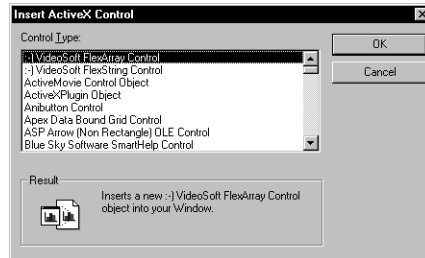 Insert ActiveX Control
Control Type:
:-) VideoSoft FlexArray Control
:-) VideoSoft FlexString Control
ActiveMovie Control Object
ActiveXPlugin Object
Anibutton Control
Apex Data Bound Grid Control
ASP Arrow (Non Rectangle) OLE Control
Blue Sky Software SmartHelp Control
OK
Cancel
Result
Inserts a new :-) VideoSoft FlexArray Control
object into your Window.